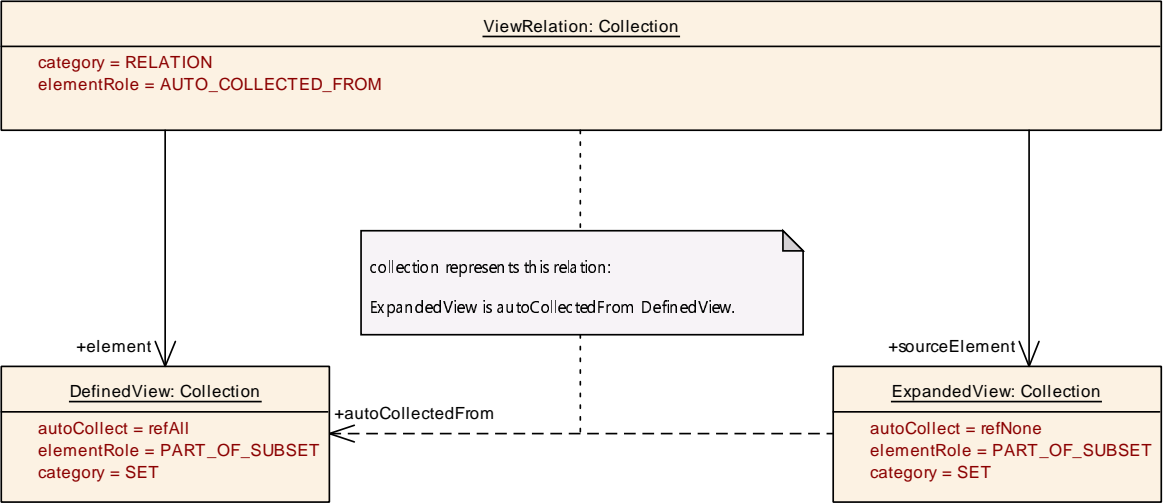 ViewRelation: Collection
category = RELATION
elementRole = AUTO_COLLECTED_FROM
collection represents this relation:
ExpandedView is autoCollectedFrom DefinedView.
+element
+sourceElement
DefinedView: Collection
autoCollect = refAll
elementRole = PART_OF_SUBSET
category = SET
+autoCollectedFrom
ExpandedView: Collection
autoCollect = refNone
elementRole = PART_OF_SUBSET
category = SET